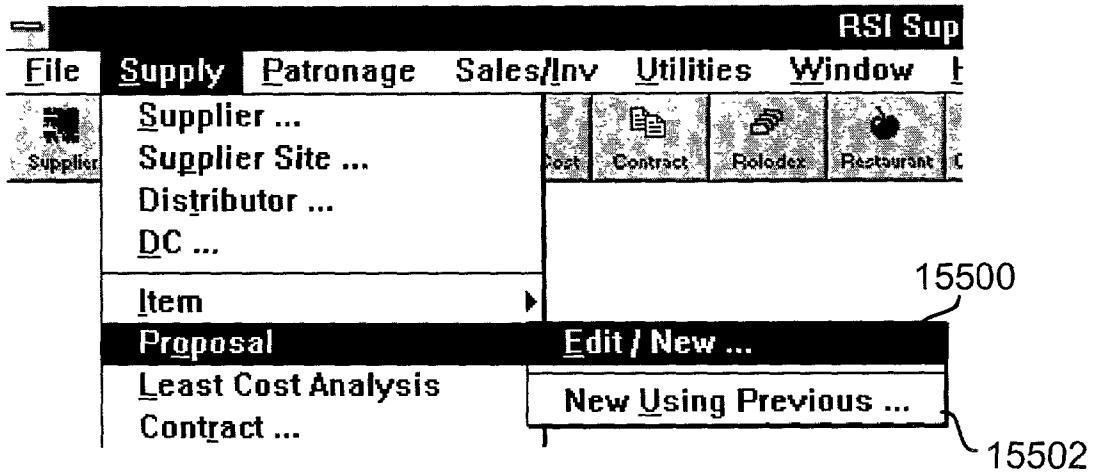 RSI Sup
File Supply Patronage Sales/Inv Utilities Window
Supplier Cost Contract Rolodex Restaurant
Supplier ...
Supplier Site ...
Distributor ...
DC ...
15500
Item
Proposal Edit / New ...
Least Cost Analysis
New Using Previous ...
Contract ...
15502